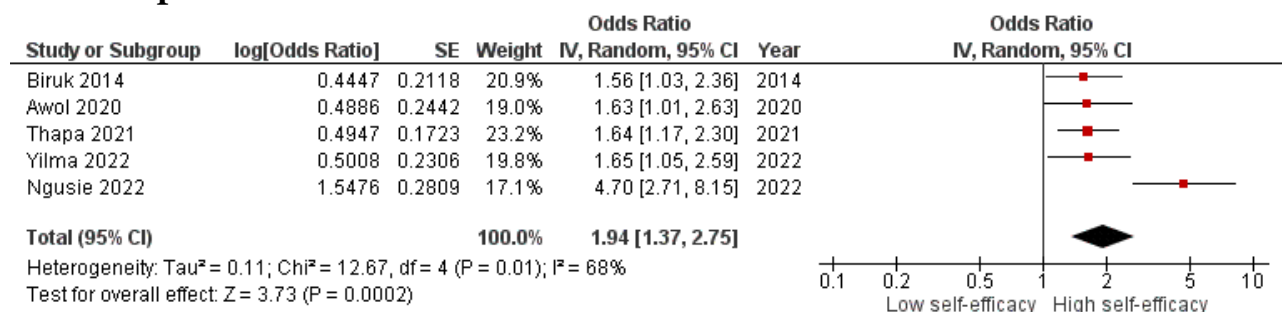 Odds Ratio Odds Ratio
Study or Subgroup log[Odds Ratio] SE Weight IV, Random, 95% CI Year IV, Random, 95% CI
Biruk 2014 0.4447 0.2118 20.9% 1.56 [1.03, 2.36] 2014
Awol 2020 0.4886 0.2442 19.0% 1.63 [1.01, 2.63] 2020
Thapa 2021 0.4947 0.1723 23.2% 1.64 [1.17, 2.30] 2021
Yilma 2022 0.5008 0.2306 19.8% 1.65 [1.05, 2.59] 2022
Ngusie 2022 1.5476 0.2809 17.1% 4.70 [2.71, 8.15] 2022
Total (95% CI) 100.0% 1.94 [1.37, 2.75]
Heterogeneity: Tau² = 0.11; Chi² = 12.67, df = 4 (P = 0.01); I² = 68%
Test for overall effect: Z = 3.73 (P = 0.0002)
0.1 0.2 0.5 1 2 5 10
Low self-efficacy High self-efficacy